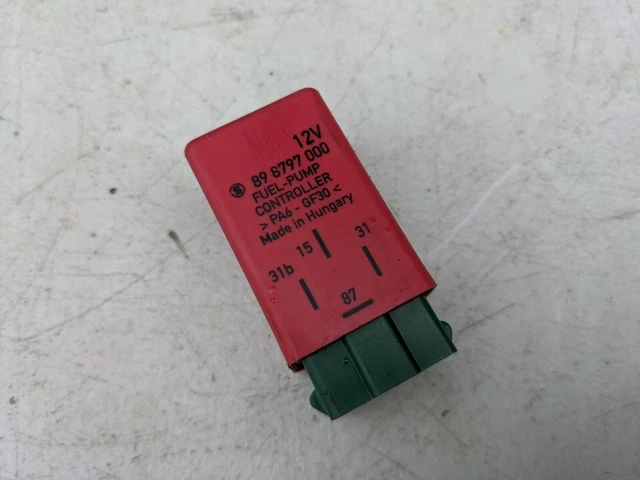 12V
89 6797 000
FUEL-PUMP
CONTROLLER
> PA6 - GF30 <
Made in Hungary
15 31
31b
87